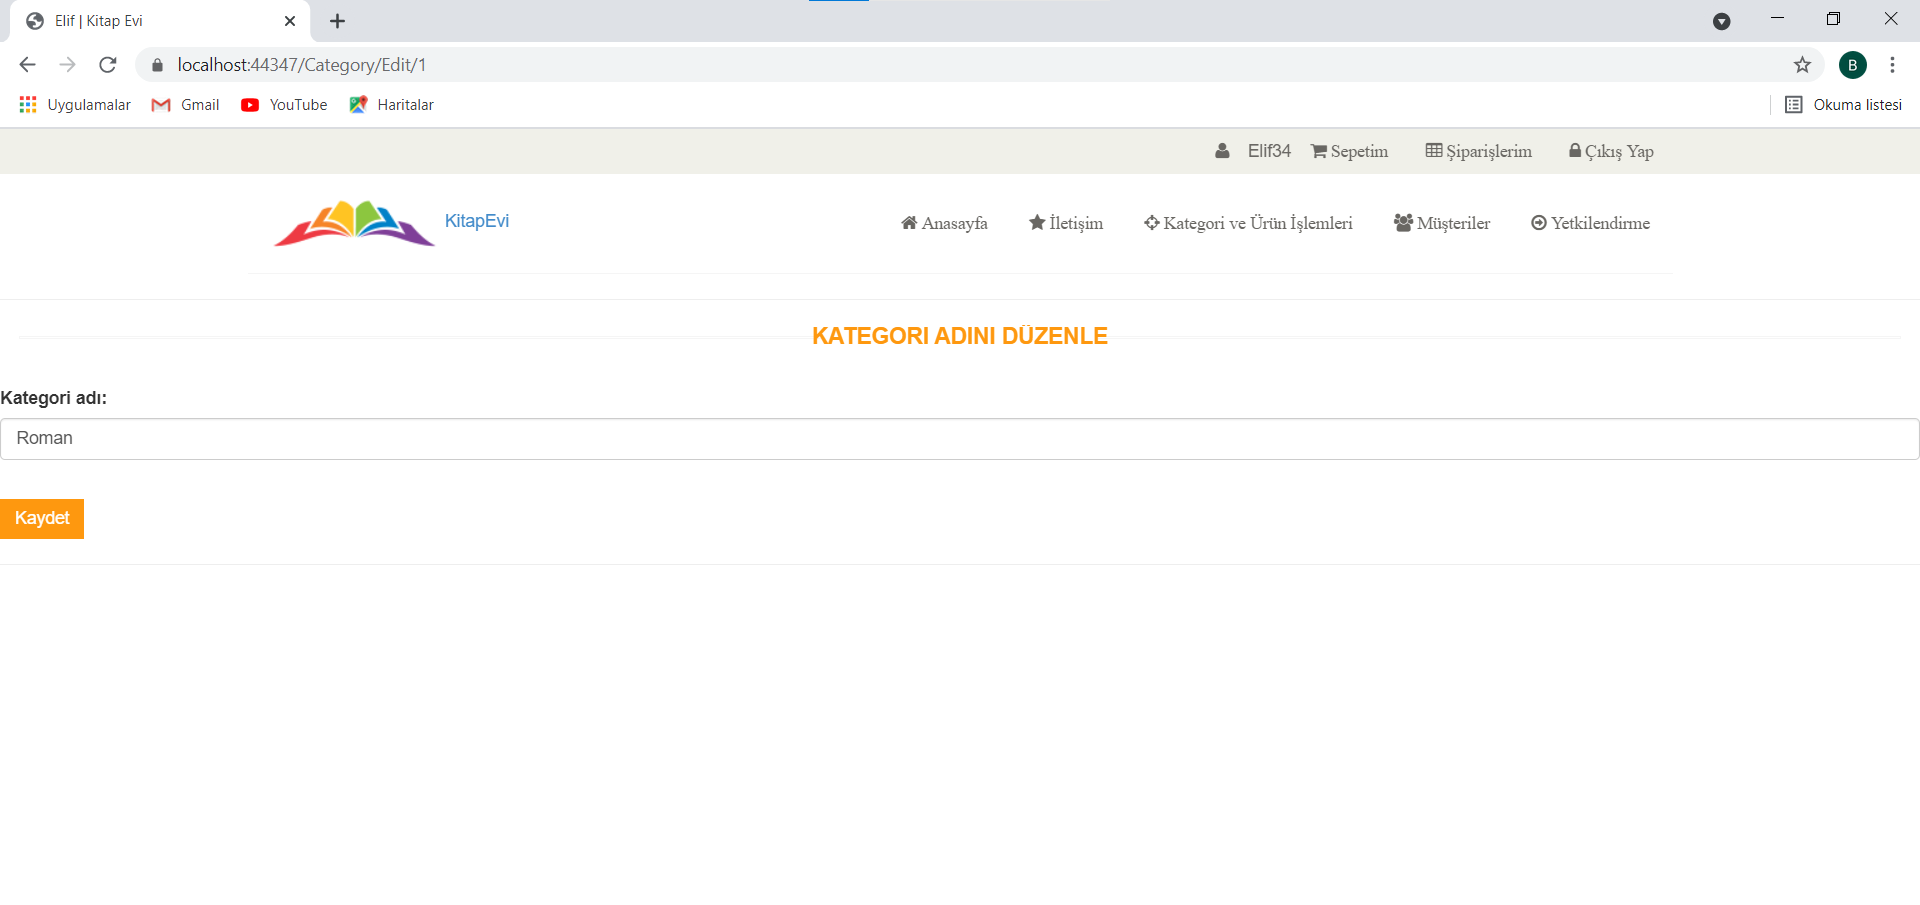 Elif | Kitap Evi
localhost:44347/Category/Edit/1
B
Uygulamalar Gmail YouTube Haritalar Okuma listesi
Elif34 Sepetim Şiparişlerim Çıkış Yap
KitapEvi Anasayfa İletişim Kategori ve Ürün İşlemleri Müşteriler Yetkilendirme
KATEGORI ADINI DÜZENLE
Kategori adı:
Roman
Kaydet